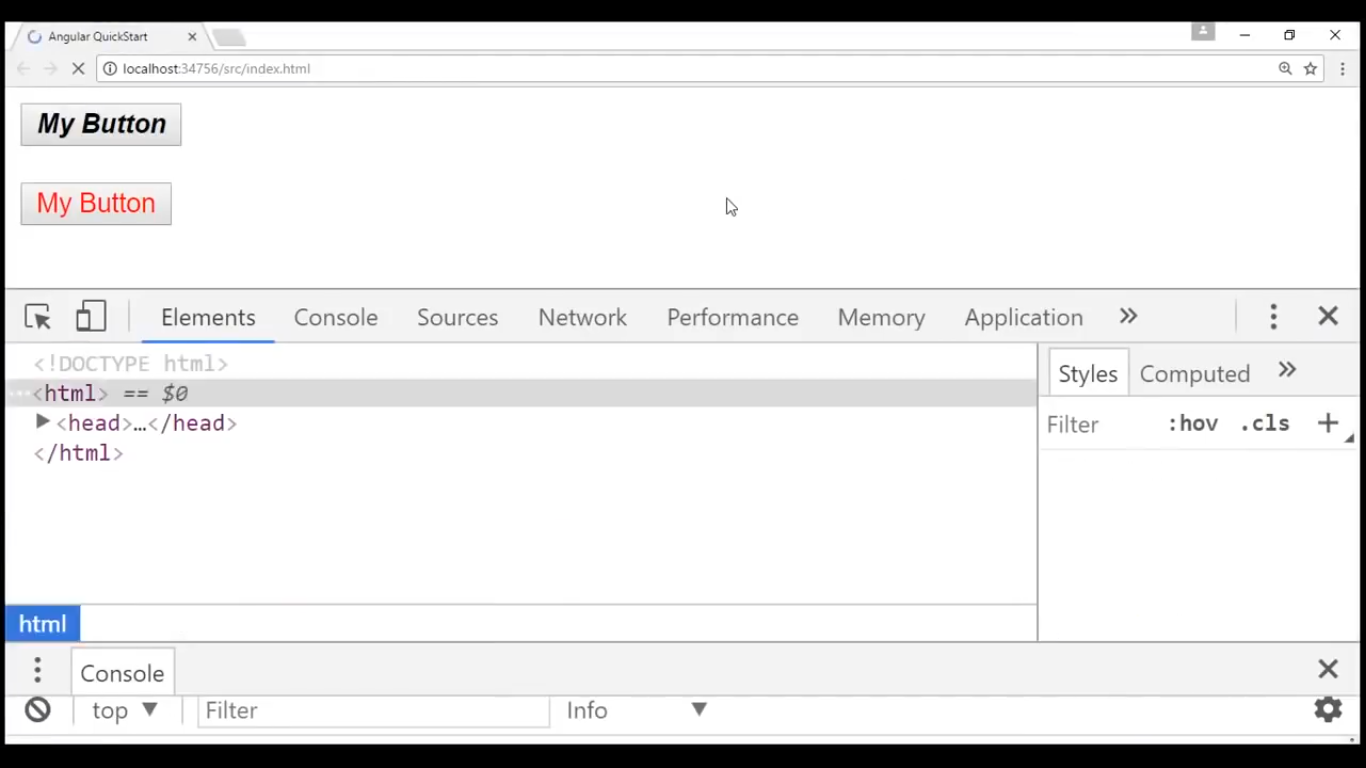 Angular QuickStart
localhost:34756/src/index.html
My Button
My Button
Elements Console Sources Network Performance Memory Application
<!DOCTYPE html>
<html> == $0
<head>…</head>
</html>
Styles Computed
Filter :hov .cls +
html
Console
top Filter Info